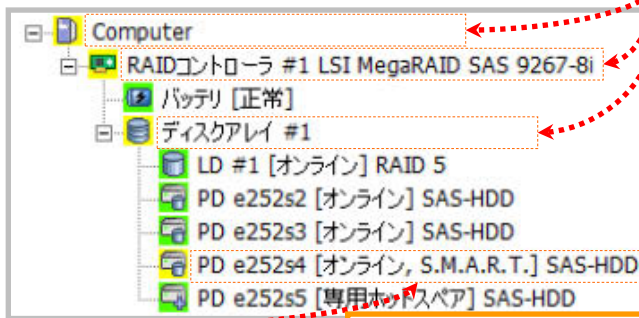 Computer
RAIDコントローラ #1 LSI MegaRAID SAS 9267-8i
バッテリ [正常]
ディスクアレイ #1
LD #1 [オンライン] RAID 5
PD e252s2 [オンライン] SAS-HDD
PD e252s3 [オンライン] SAS-HDD
PD e252s4 [オンライン, S.M.A.R.T.] SAS-HDD
PD e252s5 [専用ホットスペア] SAS-HDD